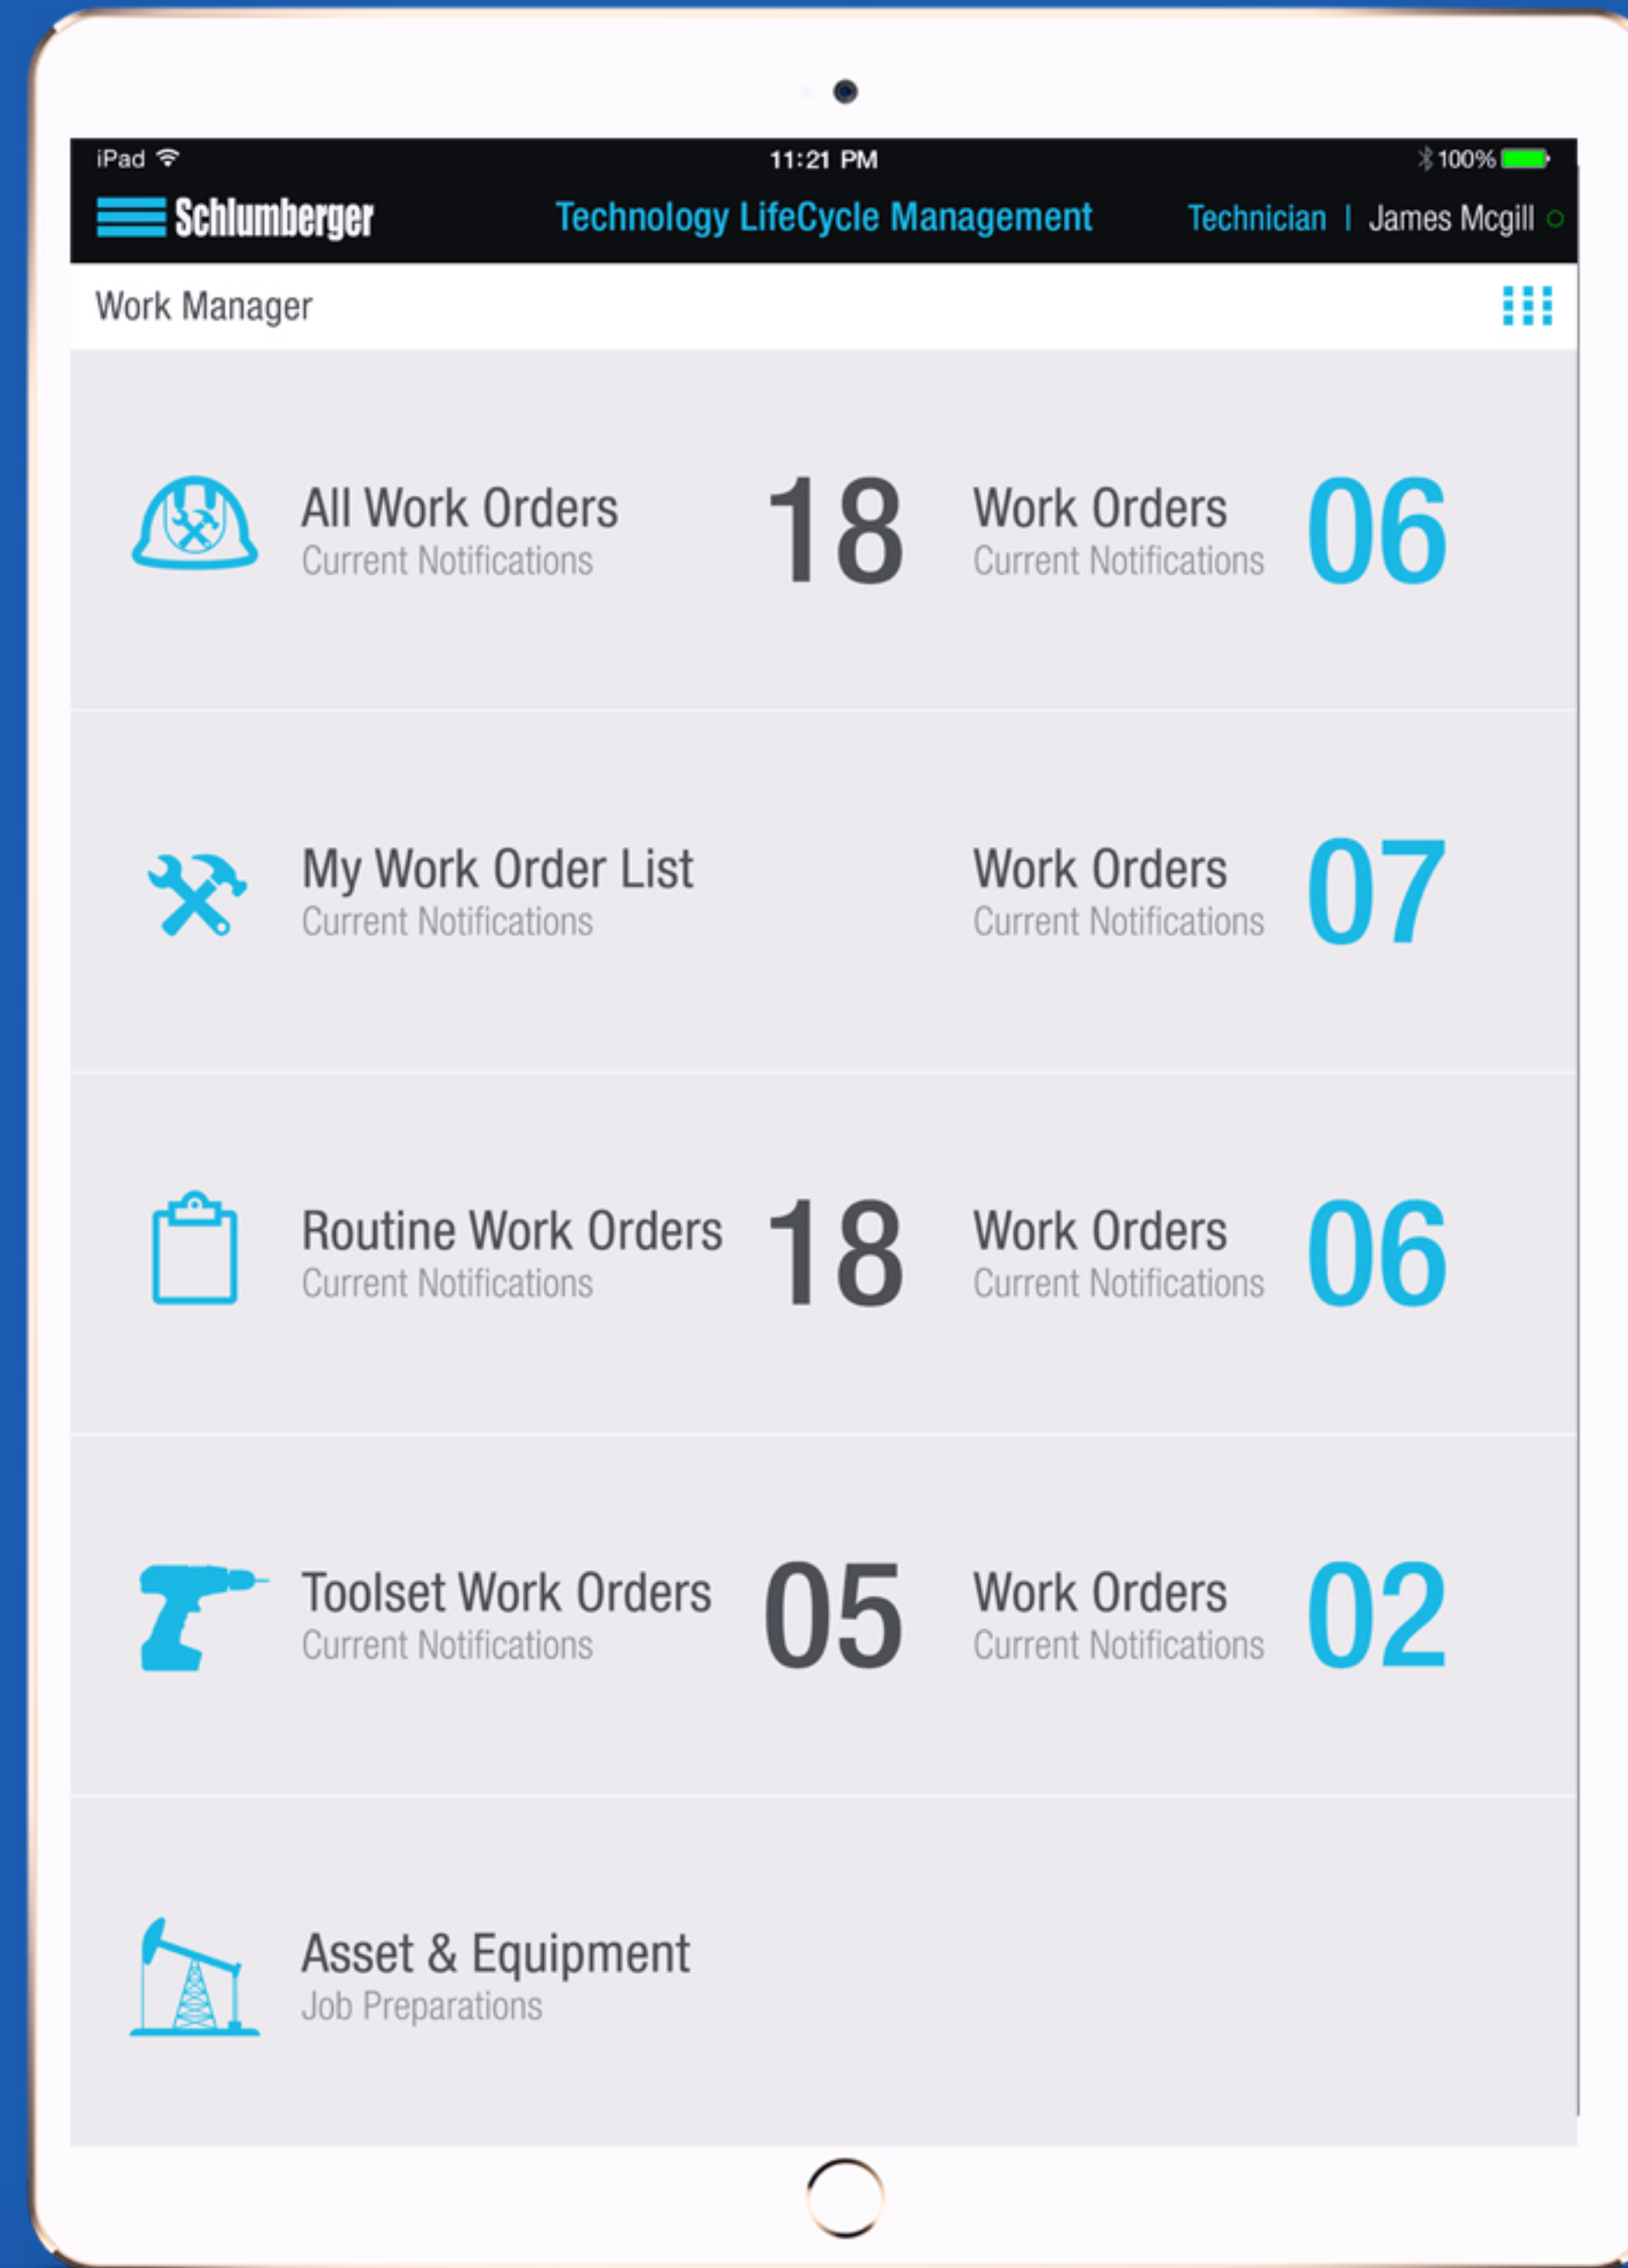 iPad 11:21 PM 100%
Schlumberger Technology LifeCycle Management Technician | James Mcgill
Work Manager
All Work Orders 18 Work Orders 06
Current Notifications Current Notifications
My Work Order List Work Orders 07
Current Notifications Current Notifications
Routine Work Orders 18 Work Orders 06
Current Notifications Current Notifications
Toolset Work Orders 05 Work Orders 02
Current Notifications Current Notifications
Asset & Equipment
Job Preparations